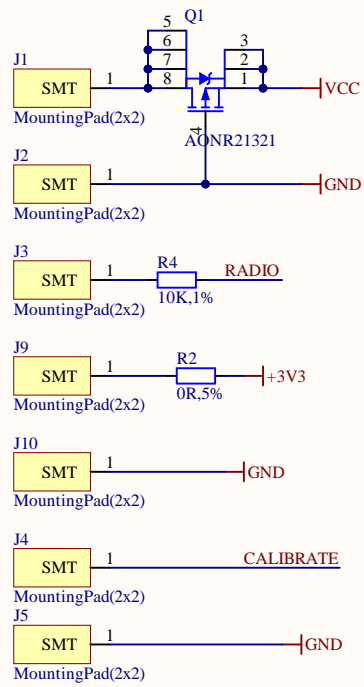 Q1
5
6
7
8
3
2
1
4
J1
SMT
1
VCC
MountingPad(2x2)
AONR21321
J2
SMT
1
GND
MountingPad(2x2)
J3
SMT
1
R4
10K,1%
RADIO
MountingPad(2x2)
J9
SMT
1
R2
0R,5%
+3V3
MountingPad(2x2)
J10
SMT
1
GND
MountingPad(2x2)
J4
SMT
1
CALIBRATE
MountingPad(2x2)
J5
SMT
1
GND
MountingPad(2x2)